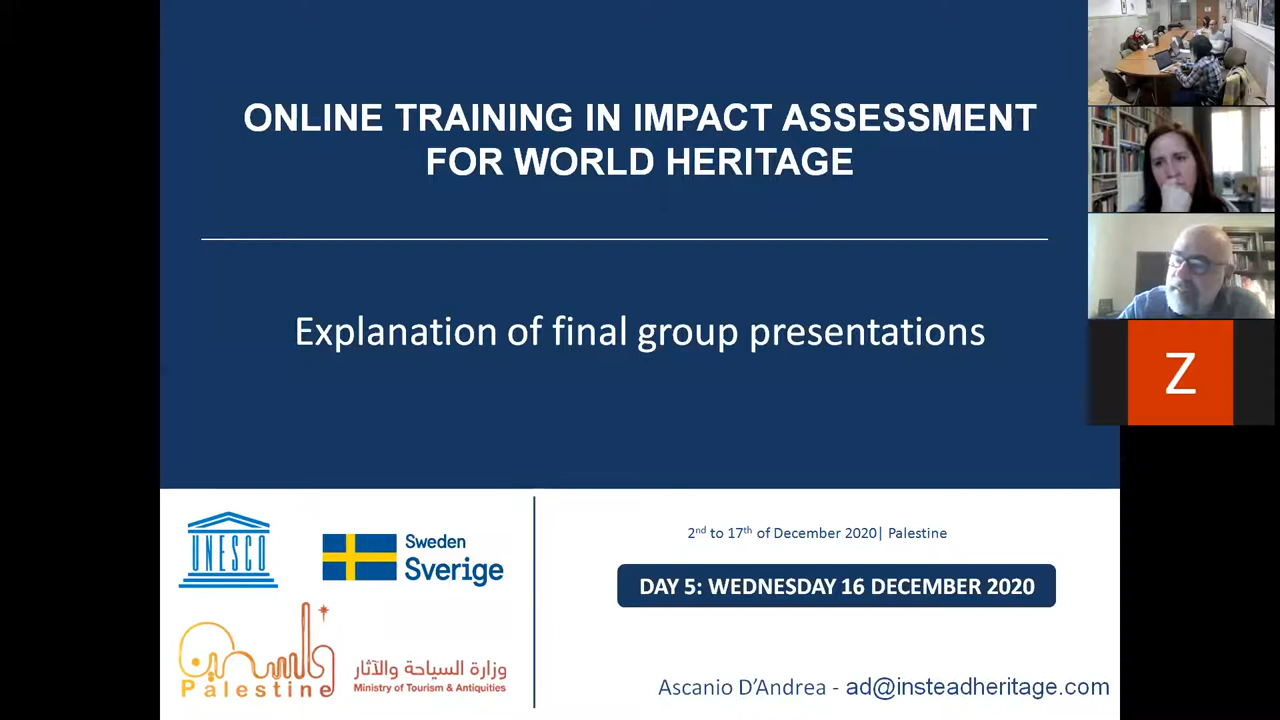 ONLINE TRAINING IN IMPACT ASSESSMENT
FOR WORLD HERITAGE
Explanation of final group presentations
Z
UNESCO
Sweden
Sverige
فلسطين
Palestine
وزارة السياحة والآثار
Ministry of Tourism & Antiquities
2nd to 17th of December 2020| Palestine
DAY 5: WEDNESDAY 16 DECEMBER 2020
Ascanio D’Andrea - ad@insteadheritage.com